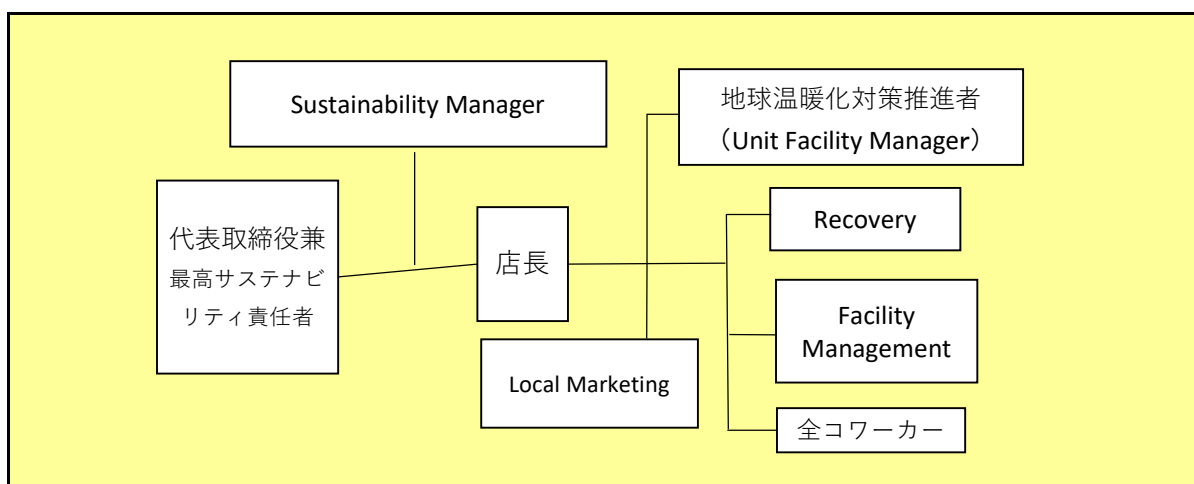 Sustainability Manager
地球温暖化対策推進者
（Unit Facility Manager）
代表取締役兼
最高サステナビ
リティ責任者
店長
Recovery
Facility
Management
Local Marketing
全コワーカー